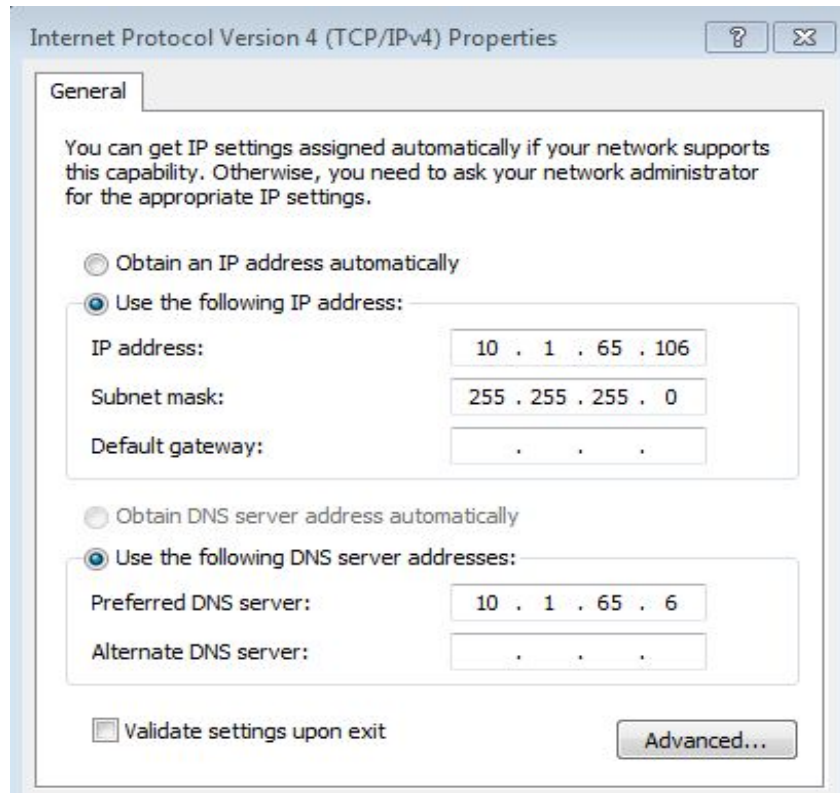 Internet Protocol Version 4 (TCP/IPv4) Properties
General
You can get IP settings assigned automatically if your network supports
this capability. Otherwise, you need to ask your network administrator
for the appropriate IP settings.
Obtain an IP address automatically
Use the following IP address:
IP address: 10 . 1 . 65 . 106
Subnet mask: 255 . 255 . 255 . 0
Default gateway: . . .
Obtain DNS server address automatically
Use the following DNS server addresses:
Preferred DNS server: 10 . 1 . 65 . 6
Alternate DNS server: . . .
Validate settings upon exit
Advanced...